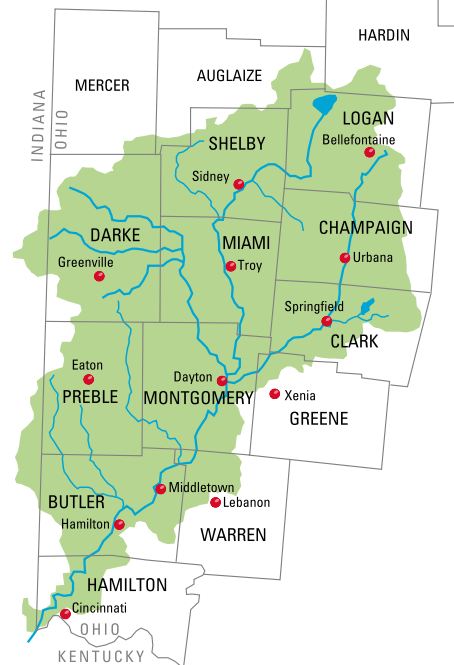 HARDIN
AUGLAIZE
MERCER
INDIANA
OHIO
LOGAN
Bellefontaine
SHELBY
Sidney
CHAMPAIGN
DARKE
MIAMI
Greenville
Troy
Urbana
Springfield
CLARK
Eaton
PREBLE
Dayton
MONTGOMERY
Xenia
GREENE
Middletown
BUTLER
Lebanon
Hamilton
WARREN
HAMILTON
Cincinnati
OHIO
KENTUCKY